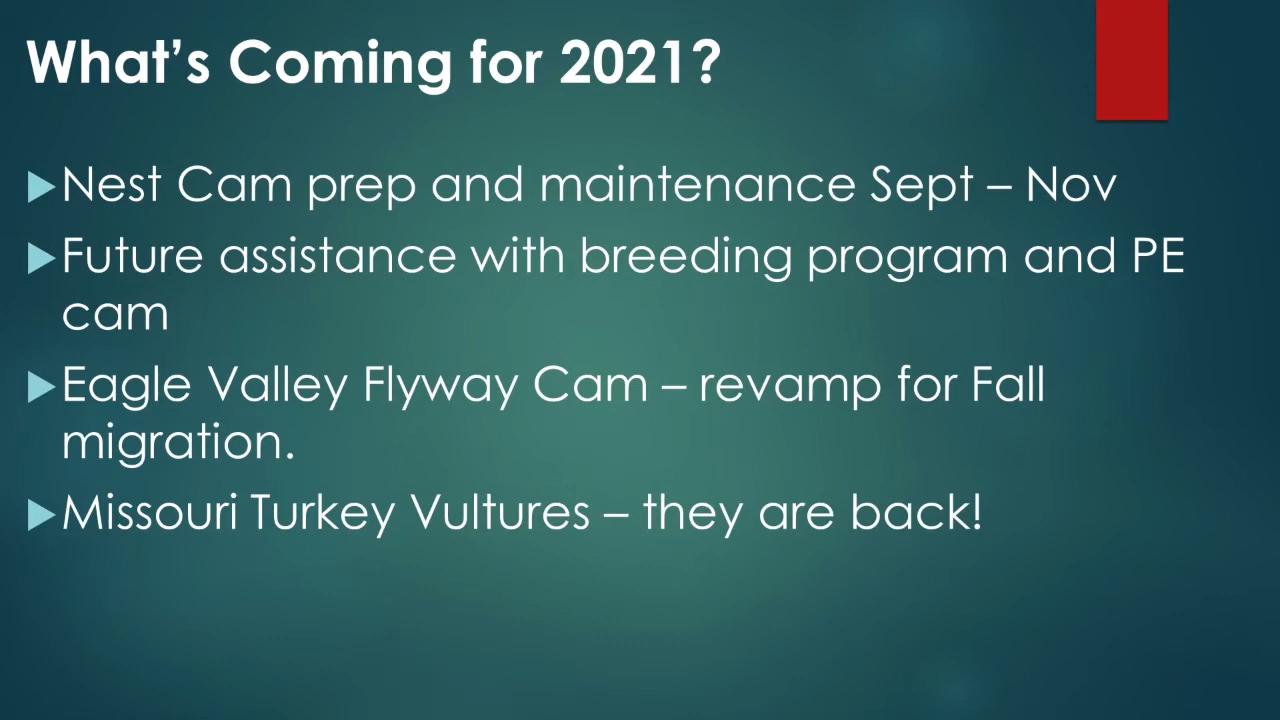 What’s Coming for 2021?
Nest Cam prep and maintenance Sept – Nov
Future assistance with breeding program and PE
cam
Eagle Valley Flyway Cam – revamp for Fall
migration.
Missouri Turkey Vultures – they are back!